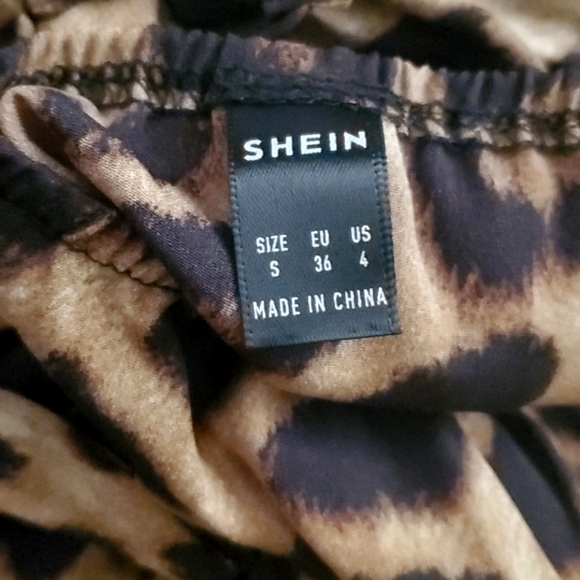 SHEIN
SIZE EU US
S 36 4
MADE IN CHINA